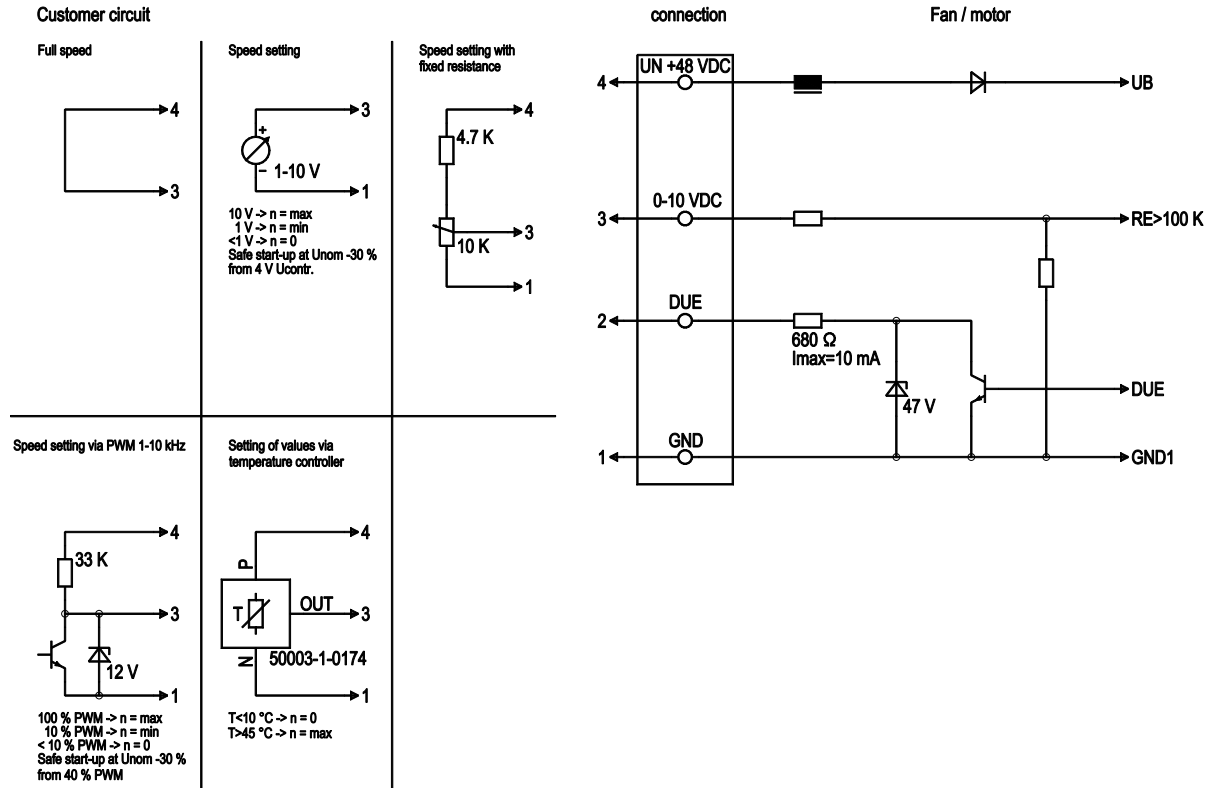 Customer circuit
Full speed
4
3
Speed setting
3
+
–
1-10 V
1
10 V -> n = max
1 V -> n = min
<1 V -> n = 0
Safe start-up at Unom -30 %
from 4 V Ucontr.
Speed setting with
fixed resistance
4
4.7 K
3
10 K
1
Speed setting via PWM 1-10 kHz
4
33 K
3
12 V
1
100 % PWM -> n = max
10 % PWM -> n = min
< 10 % PWM -> n = 0
Safe start-up at Unom -30 %
from 40 % PWM
Setting of values via
temperature controller
4
P
T
OUT
3
N
50003-1-0174
1
T<10 °C -> n = 0
T>45 °C -> n = max
connection
Fan / motor
UN +48 VDC
4
UB
0-10 VDC
3
RE>100 K
DUE
2
680 Ω
Imax=10 mA
47 V
DUE
GND
1
GND1